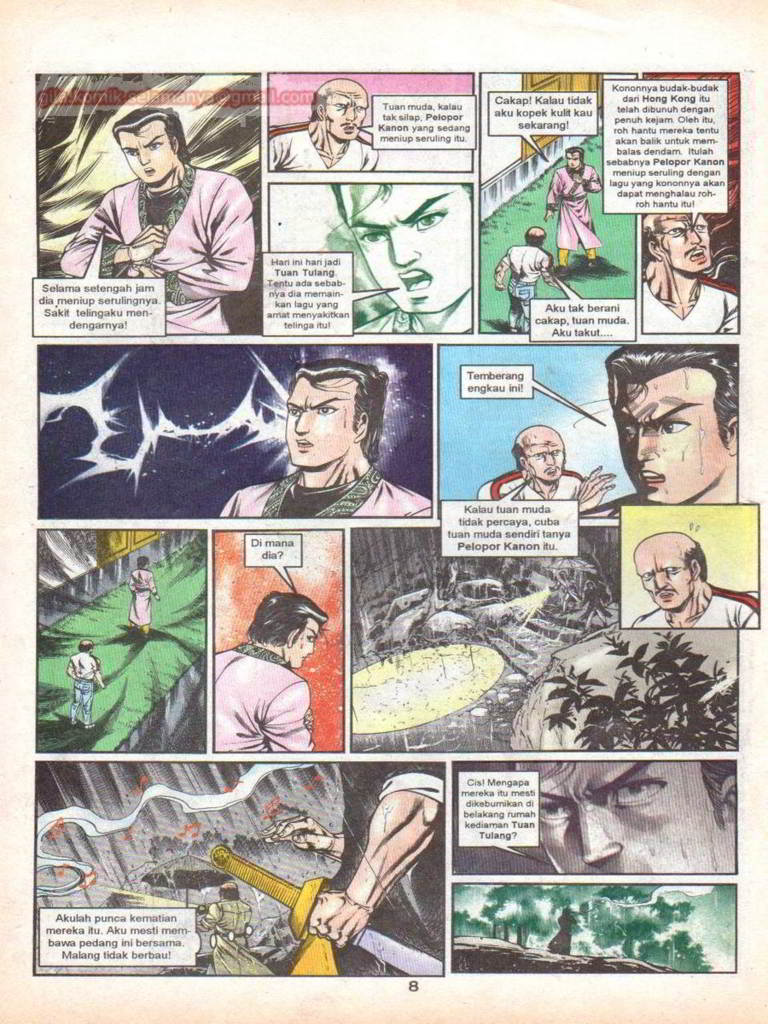 gila.komik.selamanya@gmail.com
Selama setengah jam
dia meniup serulingnya.
Sakit telingaku men-
dengarnya!
Tuan muda, kalau
tak silap, Pelopor
Kanon yang sedang
meniup seruling itu.
Hari ini hari jadi
Tuan Tulang.
Tentu ada sebab-
nya dia memain-
kan lagu yang
amat menyakitkan
telinga itu!
Cakap! Kalau tidak
aku kopek kulit kau
sekarang!
Aku tak berani
cakap, tuan muda.
Aku takut....
Kononnya budak-budak
dari Hong Kong itu
telah dibunuh dengan
penuh kejam. Oleh itu,
roh hantu mereka tentu
akan balik untuk mem-
balas dendam. Itulah
sebabnya Pelopor Kanon
meniup seruling dengan
lagu yang kononnya akan
dapat menghalau roh-
roh hantu itu!
Temberang
engkau ini!
Kalau tuan muda
tidak percaya, cuba
tuan muda sendiri tanya
Pelopor Kanon itu.
Di mana
dia?
Akulah punca kematian
mereka itu. Aku mesti mem-
bawa pedang ini bersama.
Malang tidak berbau!
Cis! Mengapa
mereka itu mesti
dikebumikan di
belakang rumah
kediaman Tuan
Tulang?
8